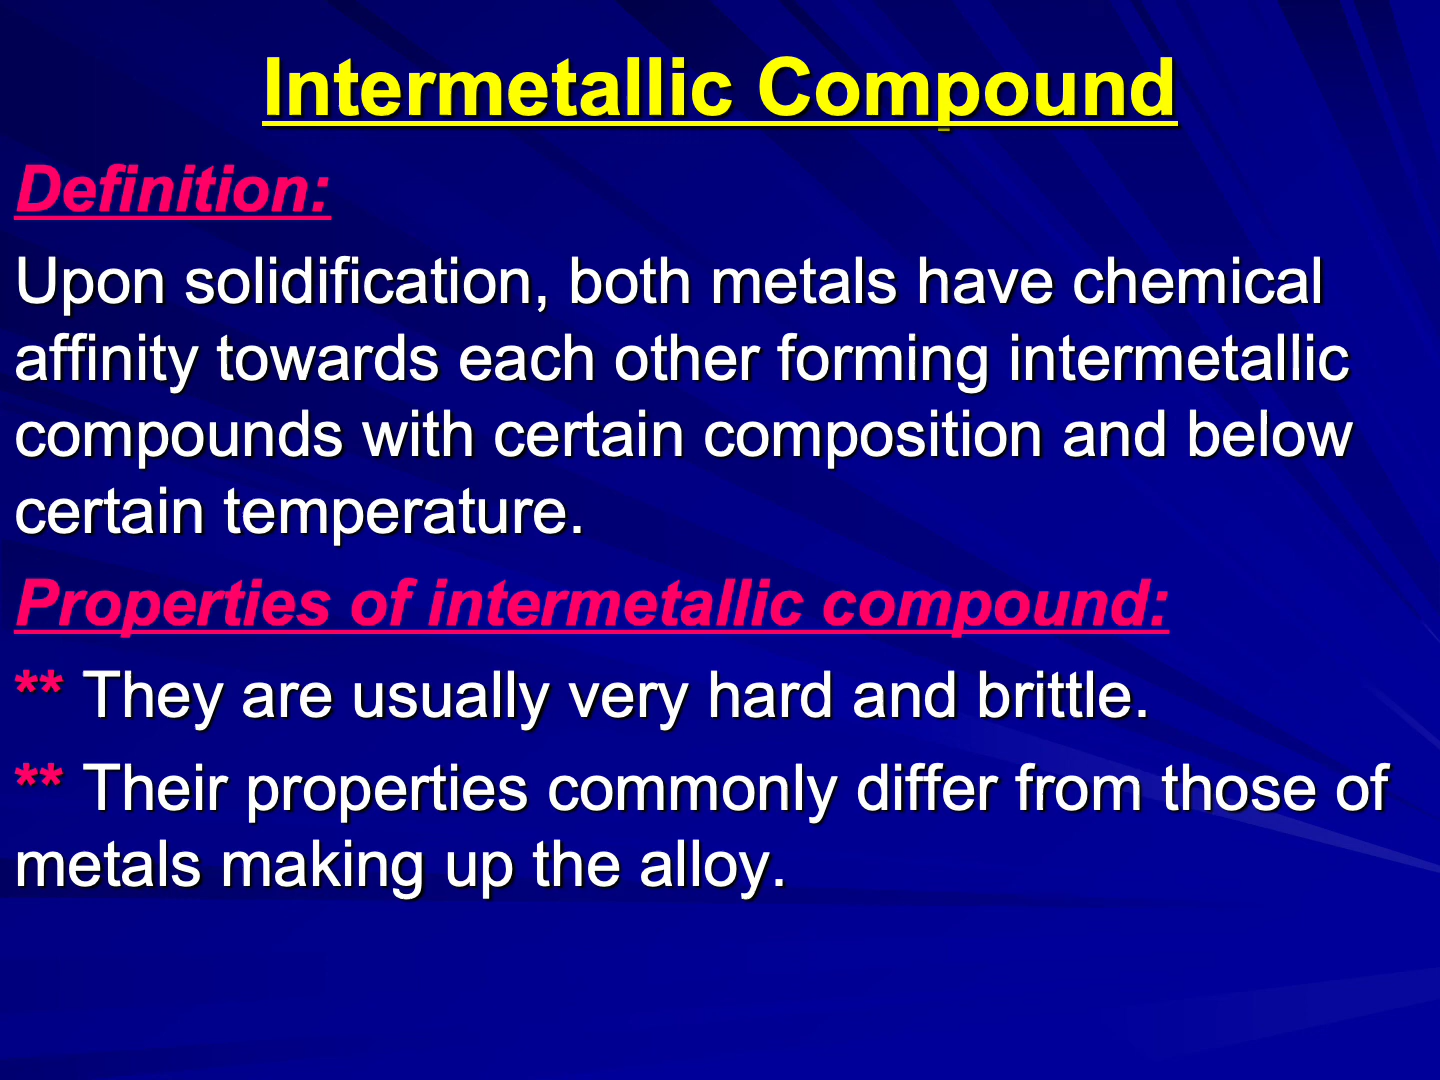 Intermetallic Compound
Definition:
Upon solidification, both metals have chemical
affinity towards each other forming intermetallic
compounds with certain composition and below
certain temperature.
Properties of intermetallic compound:
** They are usually very hard and brittle.
** Their properties commonly differ from those of
metals making up the alloy.